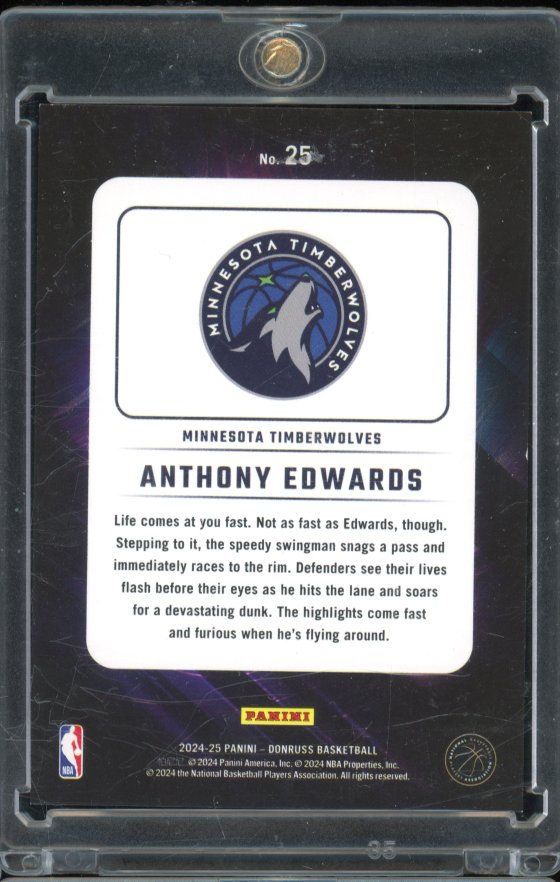 No. 25
MINNESOTA TIMBERWOLVES
MINNESOTA TIMBERWOLVES
ANTHONY EDWARDS
Life comes at you fast. Not as fast as Edwards, though.
Stepping to it, the speedy swingman snags a pass and
immediately races to the rim. Defenders see their lives
flash before their eyes as he hits the lane and soars
for a devastating dunk. The highlights come fast
and furious when he's flying around.
PANINI
2024-25 PANINI – DONRUSS BASKETBALL
© 2024 Panini America, Inc. © 2024 NBA Properties, Inc.
© 2024 the National Basketball Players Association. All rights reserved.
NBA
NATIONAL BASKETBALL PLAYERS ASSOCIATION
35